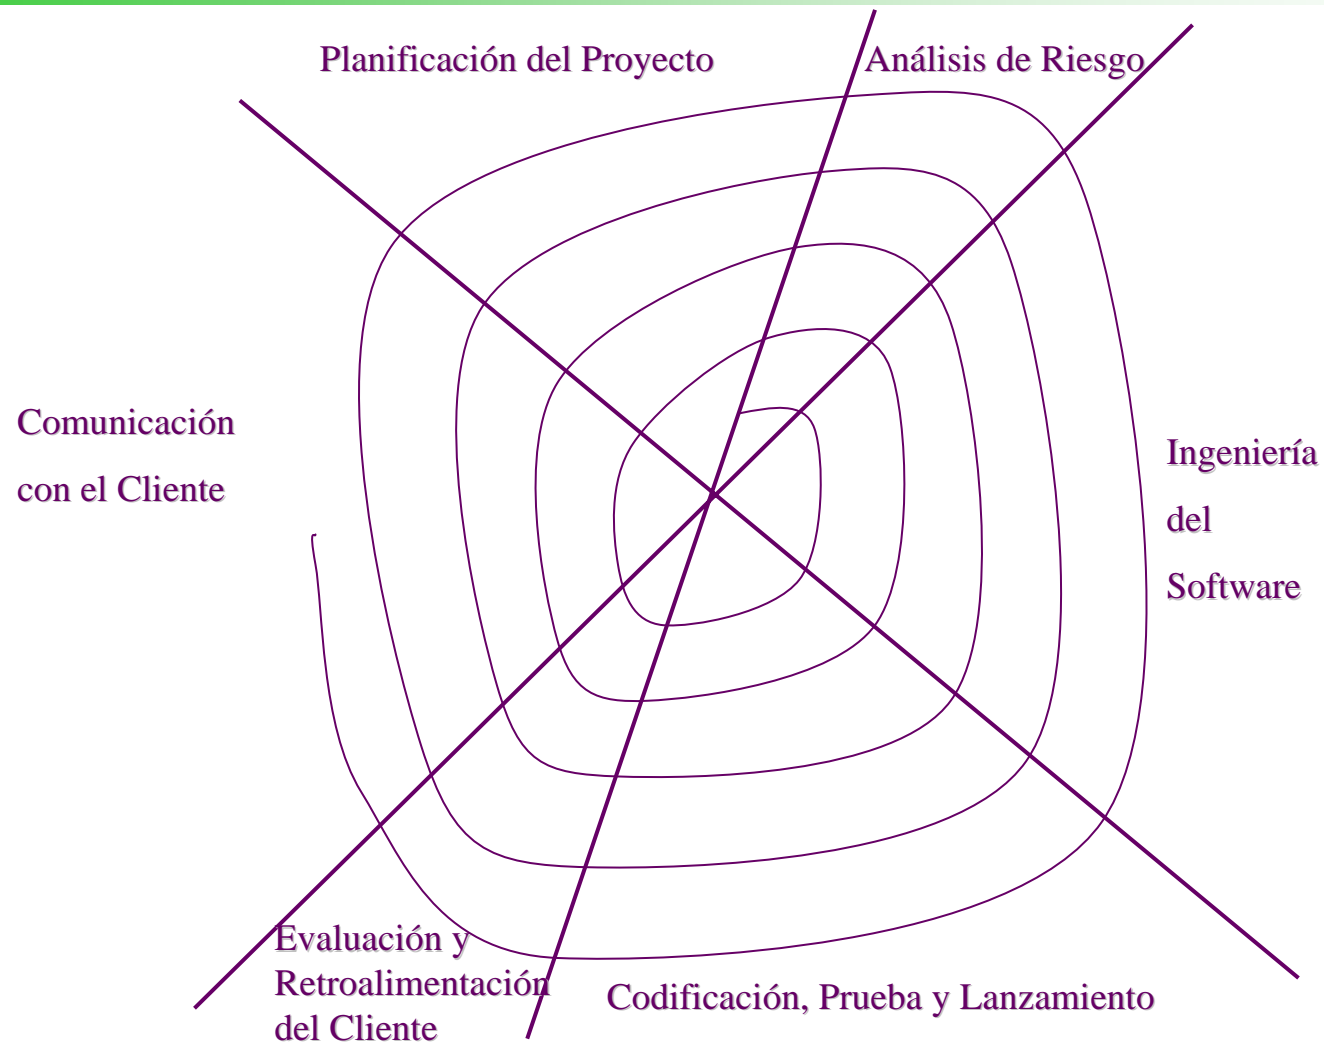 Planificación del Proyecto
Análisis de Riesgo
Comunicación
con el Cliente
Ingeniería
del
Software
Evaluación y
Retroalimentación
del Cliente
Codificación, Prueba y Lanzamiento